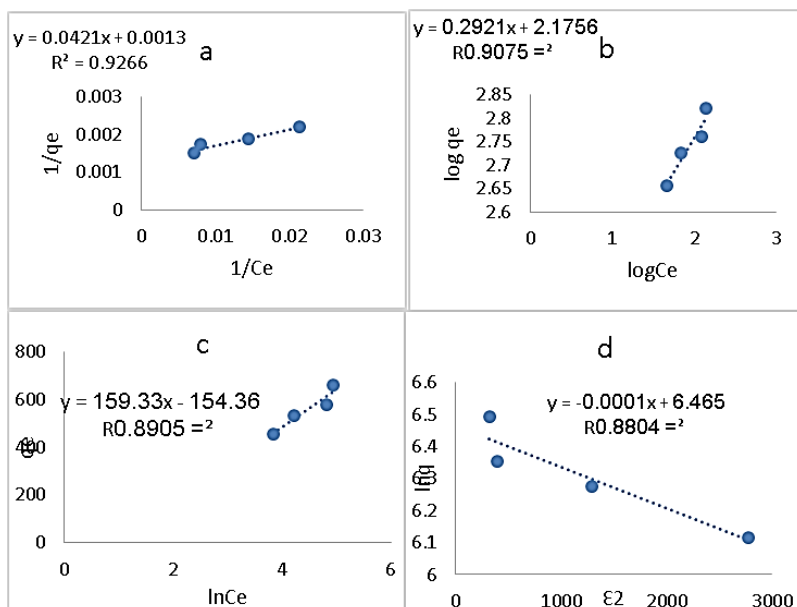 y = 0.0421x + 0.0013
R² = 0.9266
a
0.003
0.002
0.001
0
0
0.01
0.02
0.03
1/qe
1/Ce
y = 0.2921x + 2.1756
R0.9075 =²
b
2.85
2.8
2.75
2.7
2.65
2.6
0
1
2
3
log qe
logCe
c
800
600
400
200
0
y = 159.33x - 154.36
R0.8905 =²
0
2
4
6
lnCe
d
6.6
6.5
6.4
6.3
6.2
6.1
6
y = -0.0001x + 6.465
R0.8804 =²
0
1000
2000
3000
ε2